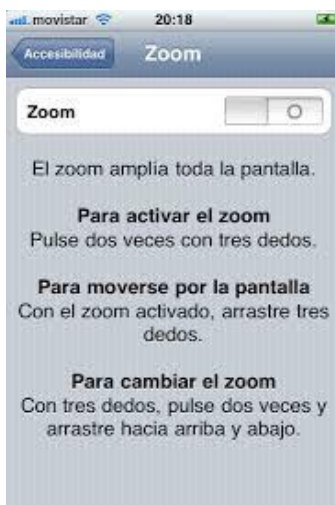 movistar 20:18
Accesibilidad Zoom
Zoom
El zoom amplia toda la pantalla.
Para activar el zoom
Pulse dos veces con tres dedos.
Para moverse por la pantalla
Con el zoom activado, arrastre tres
dedos.
Para cambiar el zoom
Con tres dedos, pulse dos veces y
arrastre hacia arriba y abajo.